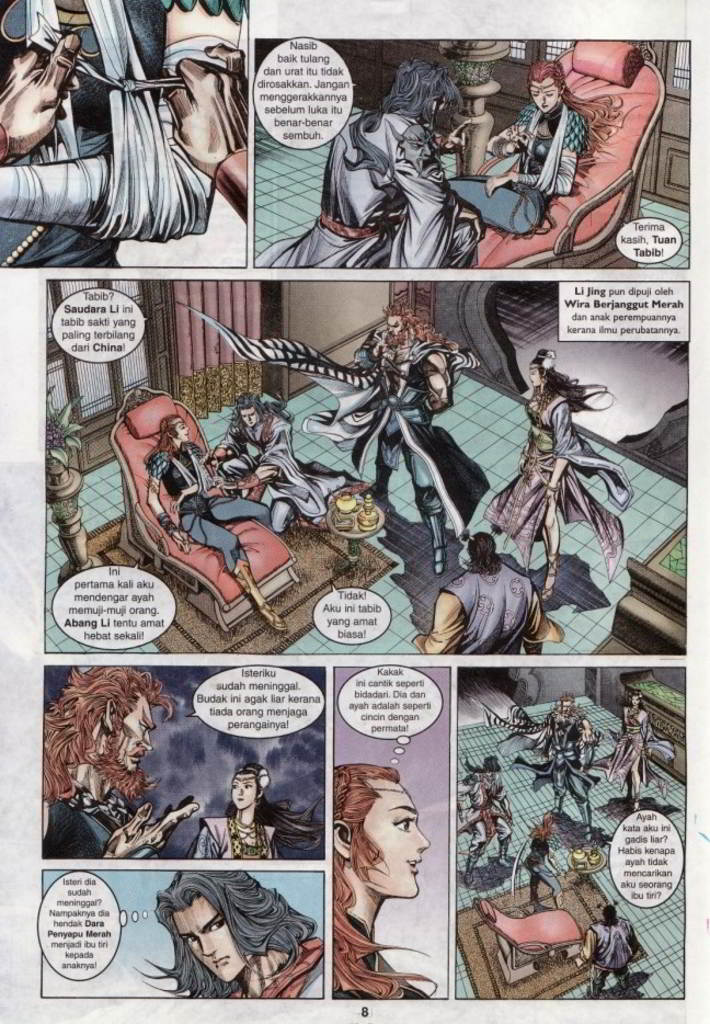 Nasib
baik tulang
dan urat itu tidak
dirosakkan. Jangan
menggerakkannya
sebelum luka itu
benar-benar
sembuh.
Terima
kasih, Tuan
Tabib!
Tabib?
Saudara Li ini
tabib sakti yang
paling terbilang
dari China!
Li Jing pun dipuji oleh
Wira Berjanggut Merah
dan anak perempuannya
kerana ilmu perubatannya.
Ini
pertama kali aku
mendengar ayah
memuji-muji orang.
Abang Li tentu amat
hebat sekali!
Tidak!
Aku ini tabib
yang amat
biasa!
Isteriku
sudah meninggal.
Budak ini agak liar kerana
tiada orang menjaga
perangainya!
Isteri dia
sudah
meninggal?
Nampaknya dia
hendak Dara
Penyapu Merah
menjadi ibu tiri
kepada
anaknya!
Kakak
ini cantik seperti
bidadari. Dia dan
ayah adalah seperti
cincin dengan
permata!
Ayah
kata aku ini
gadis liar?
Habis kenapa
ayah tidak
mencarikan
aku seorang
ibu tiri?
8